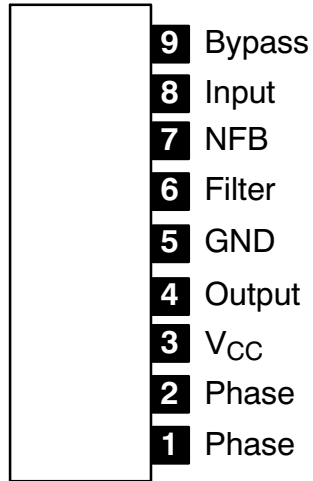 9 Bypass
8 Input
7 NFB
6 Filter
5 GND
4 Output
3 VCC
2 Phase
1 Phase